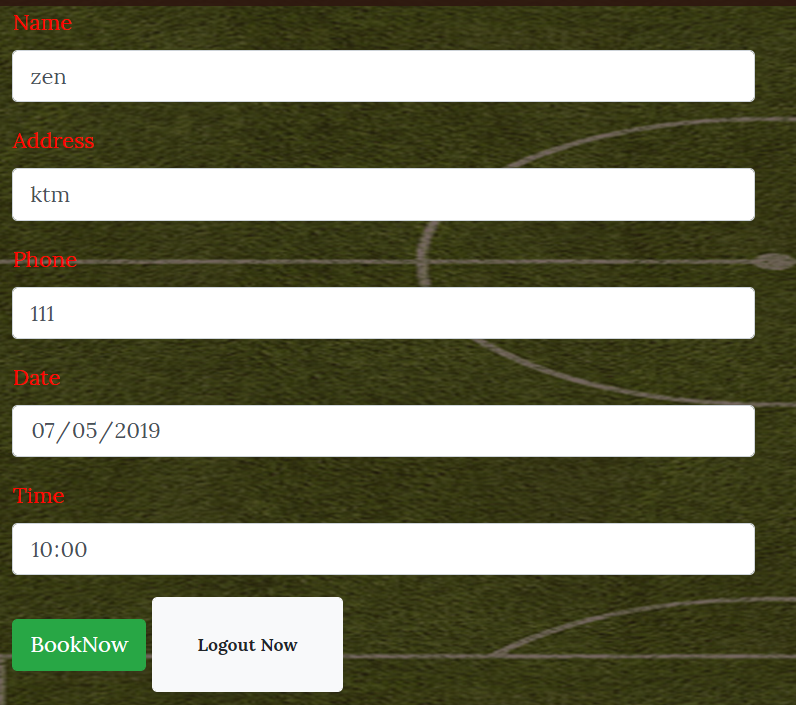 Name
zen
Address
ktm
Phone
111
Date
07/05/2019
Time
10:00
BookNow
Logout Now